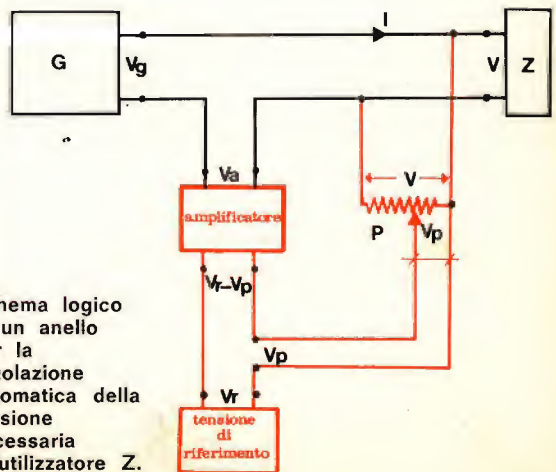 I
G
Vg
V
Z
Va
V
amplificatore
P
Vp
Vr-Vp
Vp
Vr
tensione
di
riferimento
hema logico
un anello
r la
olazione
omatica della
sione
cessaria
utilizzatore Z.